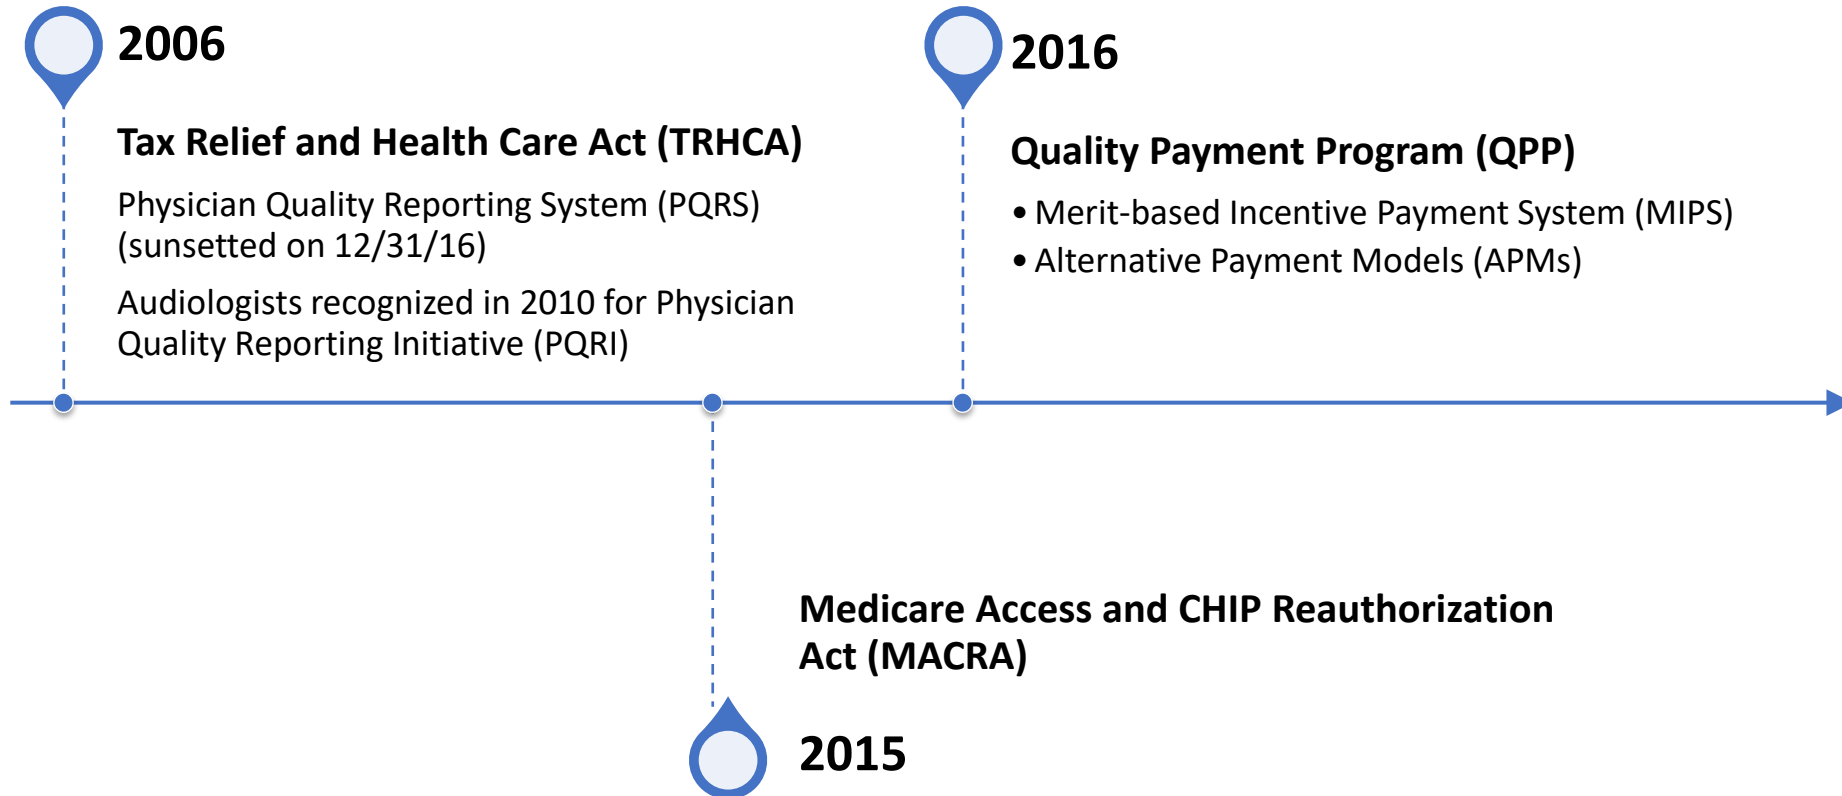 2006
Tax Relief and Health Care Act (TRHCA)
Physician Quality Reporting System (PQRS)
(sunsetted on 12/31/16)
Audiologists recognized in 2010 for Physician
Quality Reporting Initiative (PQRI)
2016
Quality Payment Program (QPP)
• Merit-based Incentive Payment System (MIPS)
• Alternative Payment Models (APMs)
Medicare Access and CHIP Reauthorization
Act (MACRA)
2015